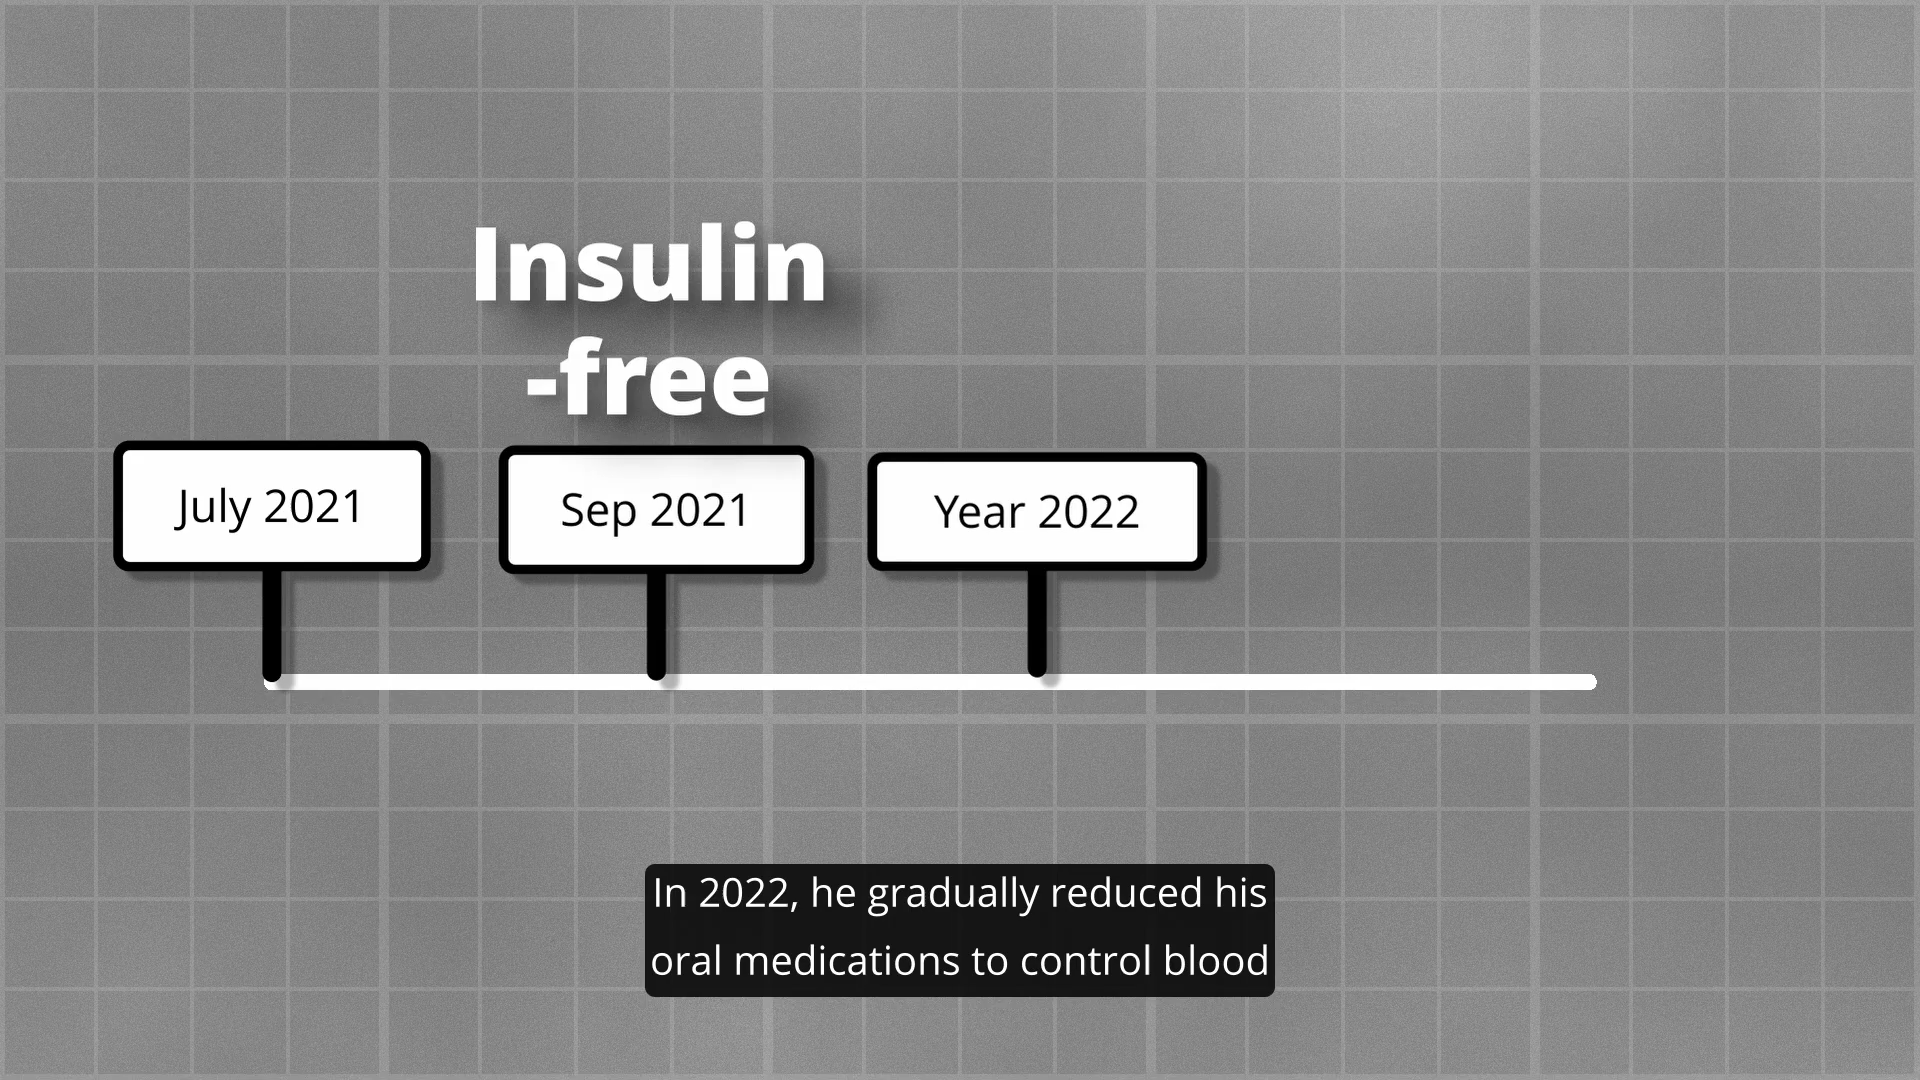 Insulin
-free
July 2021
Sep 2021
Year 2022
In 2022, he gradually reduced his
oral medications to control blood